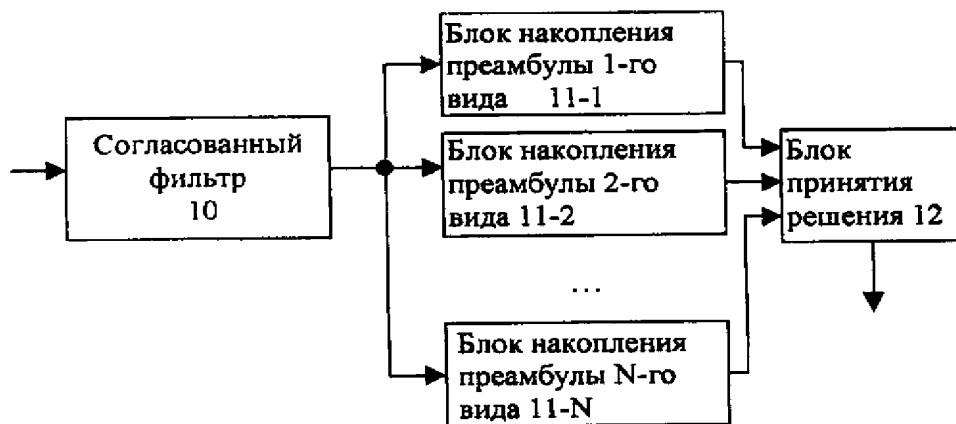 Блок накопления
преамбулы 1-го
вида 11-1
Согласованный
фильтр
10
Блок накопления
преамбулы 2-го
вида 11-2
Блок
принятия
решения 12
...
Блок накопления
преамбулы N-го
вида 11-N